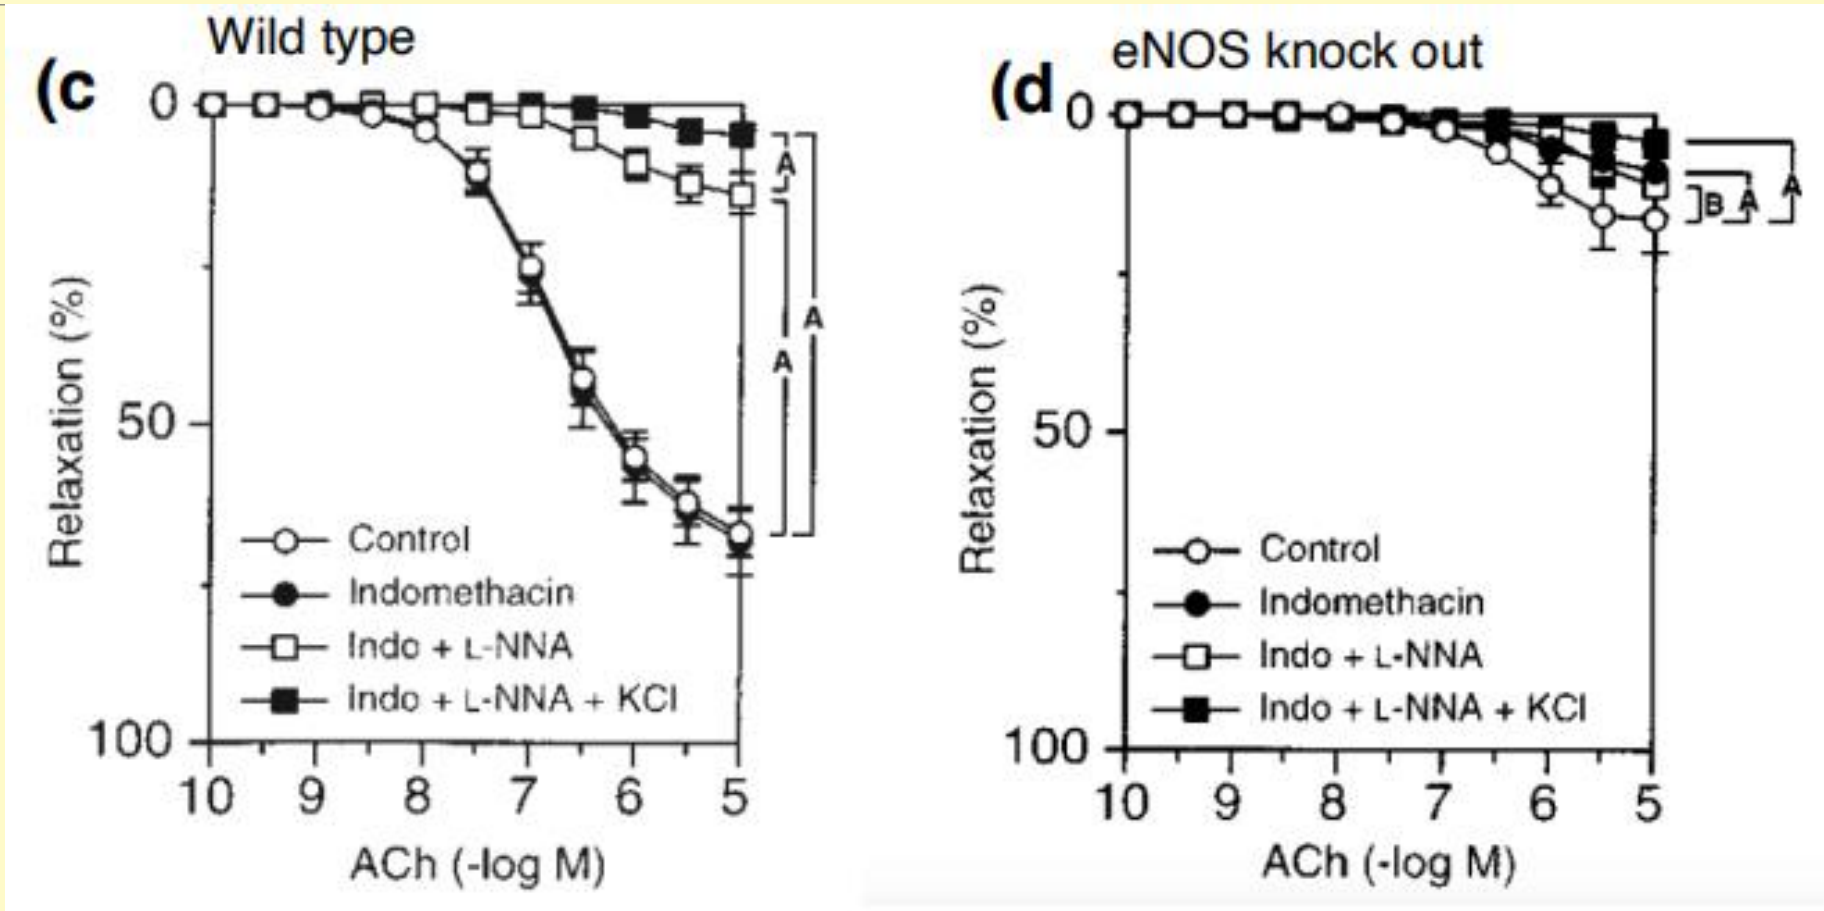 Wild type
(c
0
50
100
Relaxation (%)
Control
Indomethacin
Indo + L-NNA
Indo + L-NNA + KCl
A
A
A
10 9 8 7 6 5
ACh (-log M)
eNOS knock out
(d
0
50
100
Relaxation (%)
Control
Indomethacin
Indo + L-NNA
Indo + L-NNA + KCl
B A A
10 9 8 7 6 5
ACh (-log M)